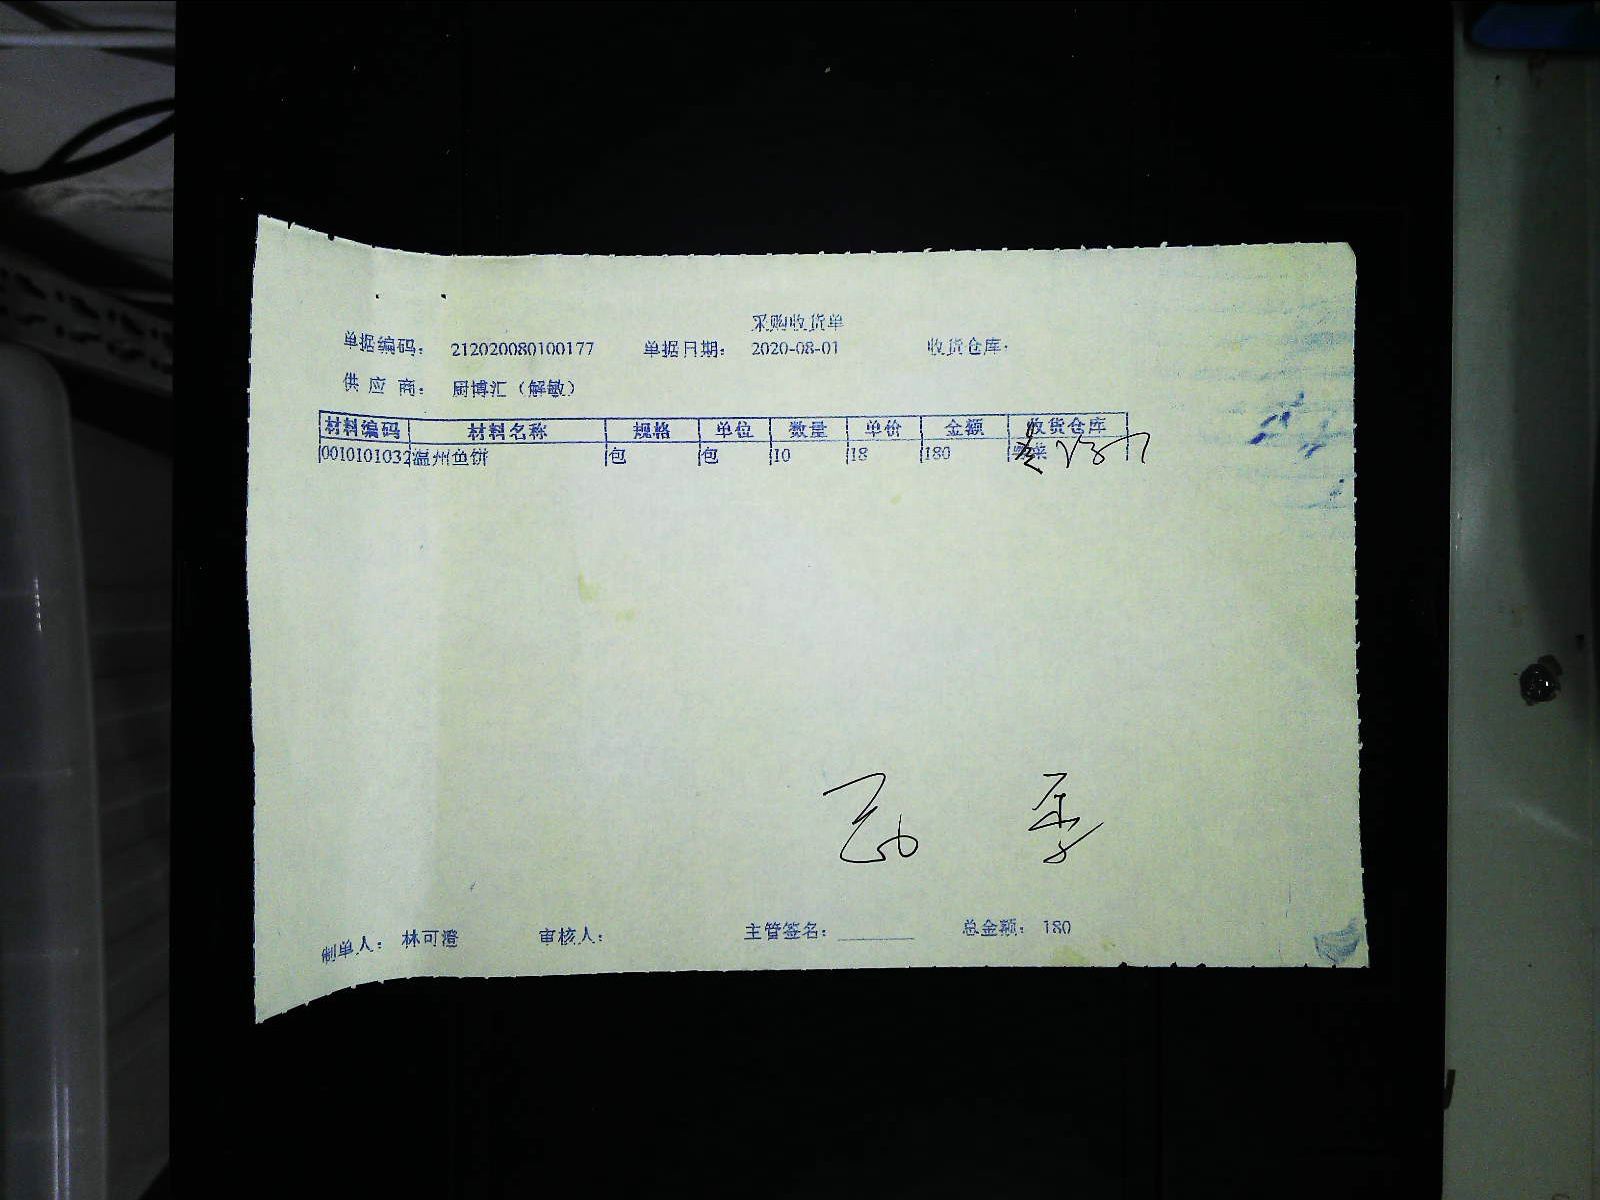 采购收货单
单据编码： 212020080100177 单据日期： 2020-08-01 收货仓库：
供应商： 厨博汇（解敏）
材料编码 材料名称 规格 单位 数量 单价 金额 收货仓库
0010101032 温州鱼饼 包 包 10 18 180
制单人： 林可澄 审核人： 主管签名： 总金额： 180